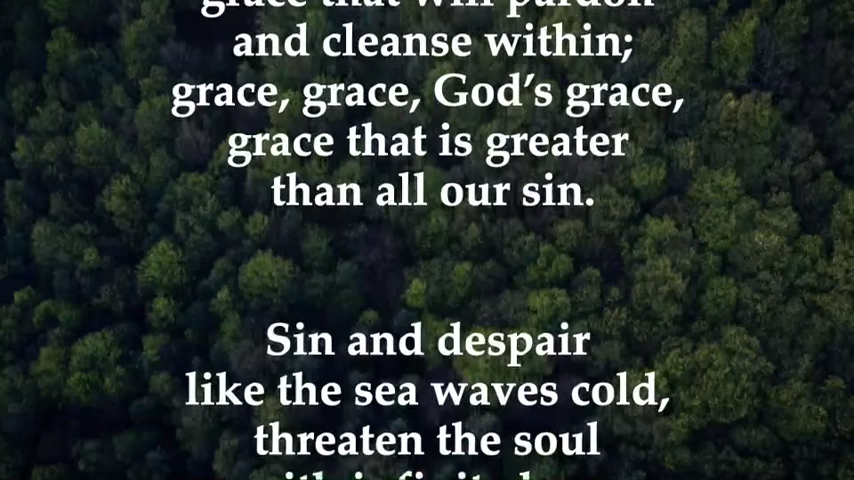 grace that will pardon
and cleanse within;
grace, grace, God's grace,
grace that is greater
than all our sin.
Sin and despair
like the sea waves cold,
threaten the soul